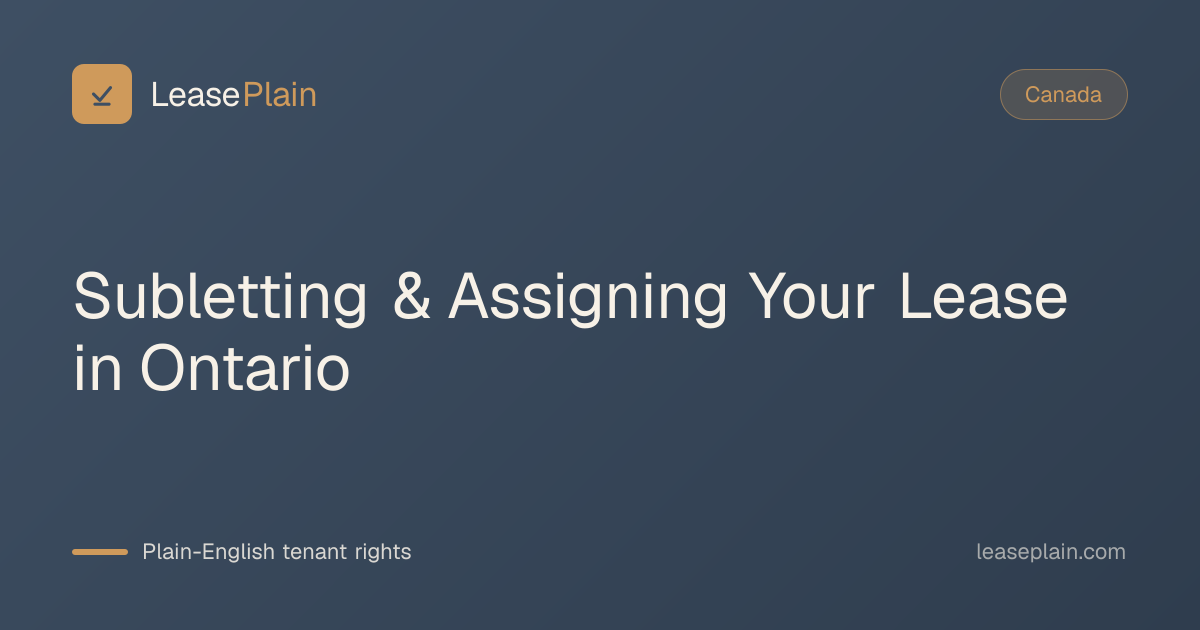 LeasePlain
Canada
Subletting & Assigning Your Lease
in Ontario
Plain-English tenant rights
leaseplain.com